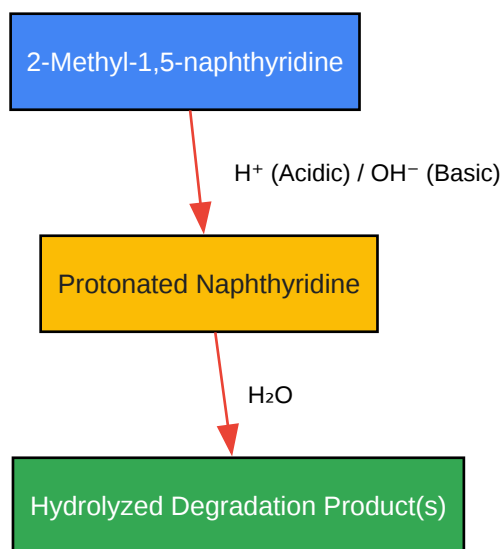 2-Methyl-1,5-naphthyridine
H⁺ (Acidic) / OH⁻ (Basic)
Protonated Naphthyridine
H₂O
Hydrolyzed Degradation Product(s)